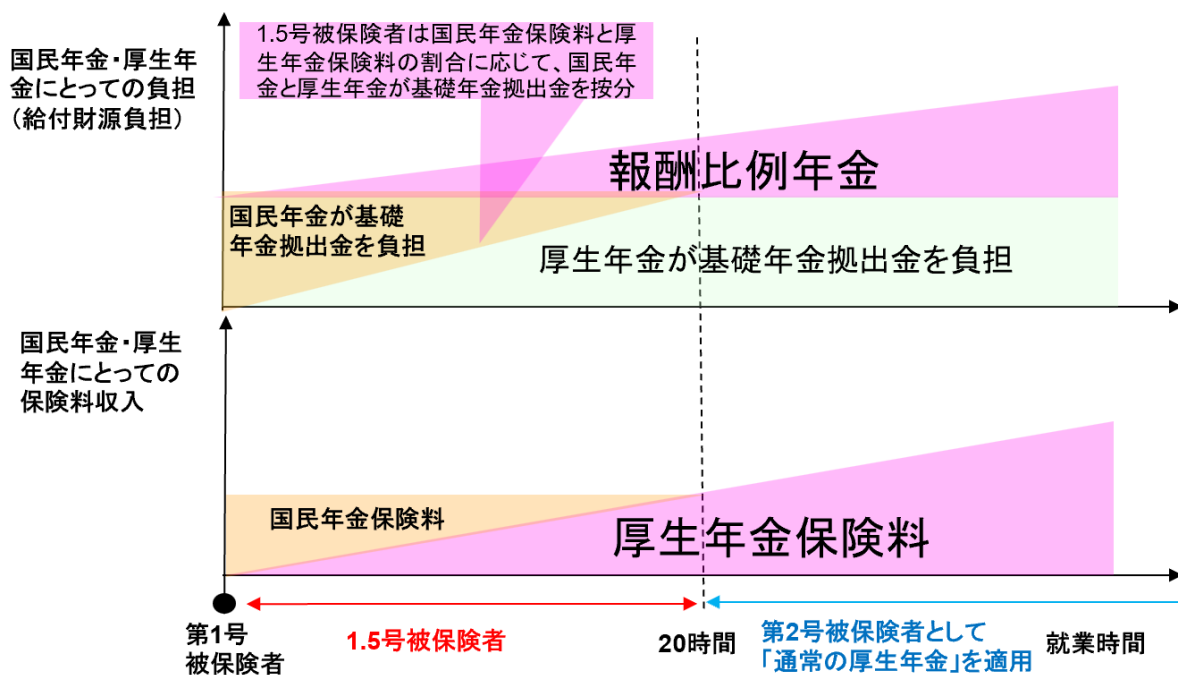 1.5号被保険者は国民年金保険料と厚
生年金保険料の割合に応じて、国民年
金と厚生年金が基礎年金拠出金を按分
国民年金・厚生年
金にとっての負担
(給付財源負担)
報酬比例年金
国民年金が基礎
年金拠出金を負担
厚生年金が基礎年金拠出金を負担
国民年金・厚生
年金にとっての
保険料収入
国民年金保険料
厚生年金保険料
第1号
被保険者
1.5号被保険者
20時間
第2号被保険者として
「通常の厚生年金」を適用
就業時間